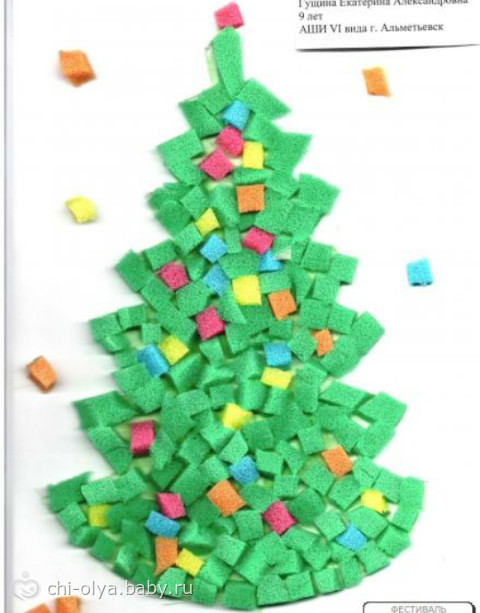 Гущина Екатерина Александровна
9 лет
АШИ VI вида г. Альметьевск
chi-olya.baby.ru
ФЕСТИВАЛЬ